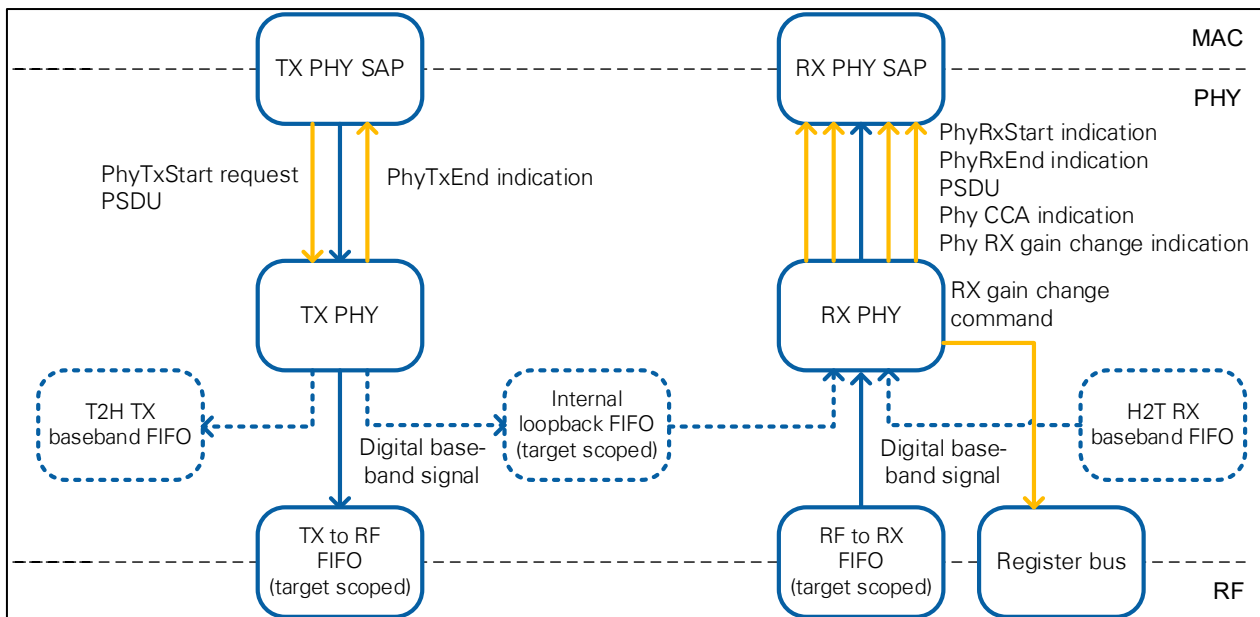 MAC
TX PHY SAP
RX PHY SAP
PHY
PhyTxStart request
PSDU
PhyTxEnd indication
PhyRxStart indication
PhyRxEnd indication
PSDU
Phy CCA indication
Phy RX gain change indication
TX PHY
RX PHY
RX gain change
command
T2H TX
baseband FIFO
Internal
loopback FIFO
(target scoped)
H2T RX
baseband FIFO
Digital base-
band signal
Digital base-
band signal
TX to RF
FIFO
(target scoped)
RF to RX
FIFO
(target scoped)
Register bus
RF